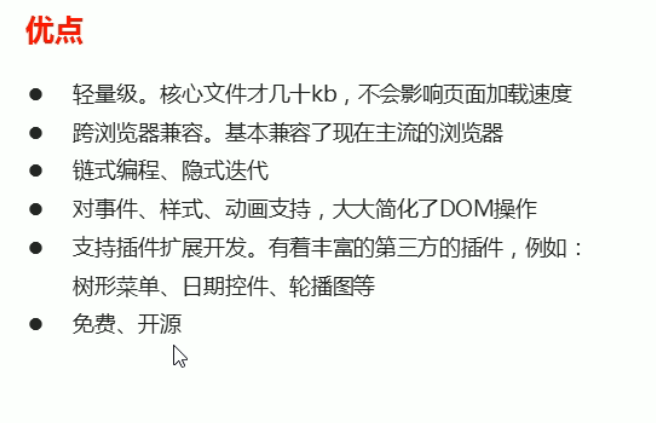 优点
● 轻量级。核心文件才几十kb，不会影响页面加载速度
● 跨浏览器兼容。基本兼容了现在主流的浏览器
● 链式编程、隐式迭代
● 对事件、样式、动画支持，大大简化了DOM操作
● 支持插件扩展开发。有着丰富的第三方的插件，例如：
树形菜单、日期控件、轮播图等
● 免费、开源